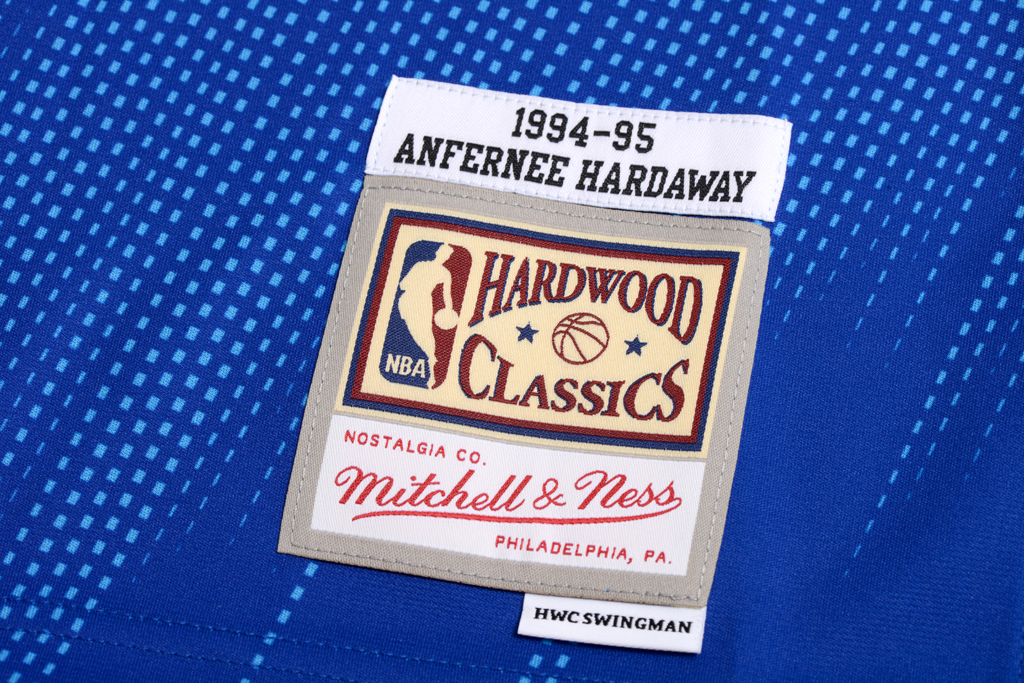 1994-95
ANFERNEE HARDAWAY
HARDWOOD
NBA
CLASSICS
NOSTALGIA CO.
Mitchell & Ness
PHILADELPHIA, PA.
HWC SWINGMAN